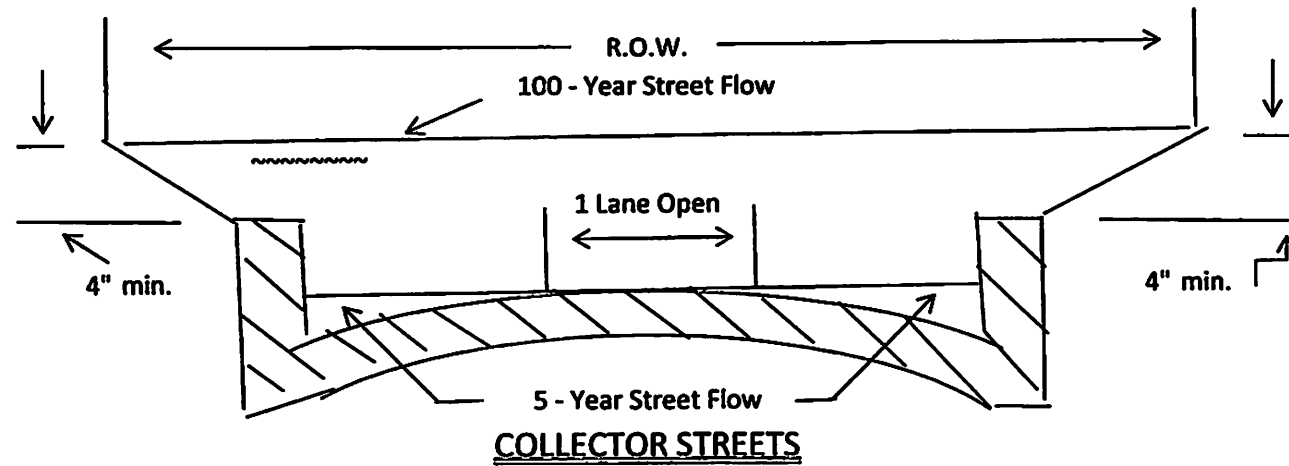 R.O.W.
100 - Year Street Flow
1 Lane Open
4" min.
4" min.
5 - Year Street Flow
COLLECTOR STREETS